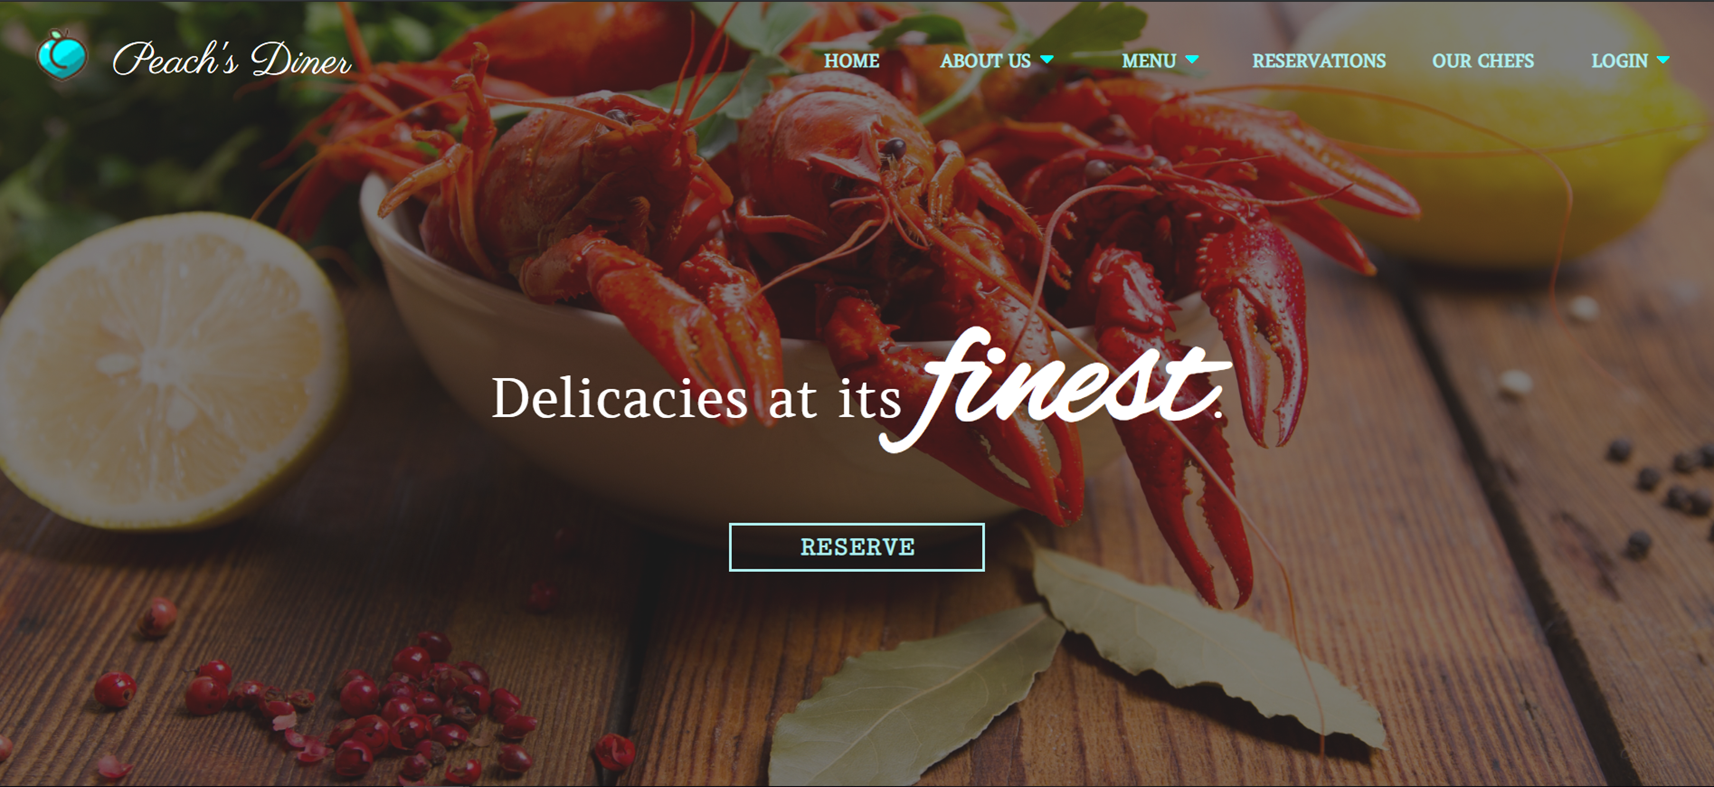 Peach's Diner
HOME ABOUT US MENU RESERVATIONS OUR CHEFS LOGIN
Delicacies at its finest.
RESERVE